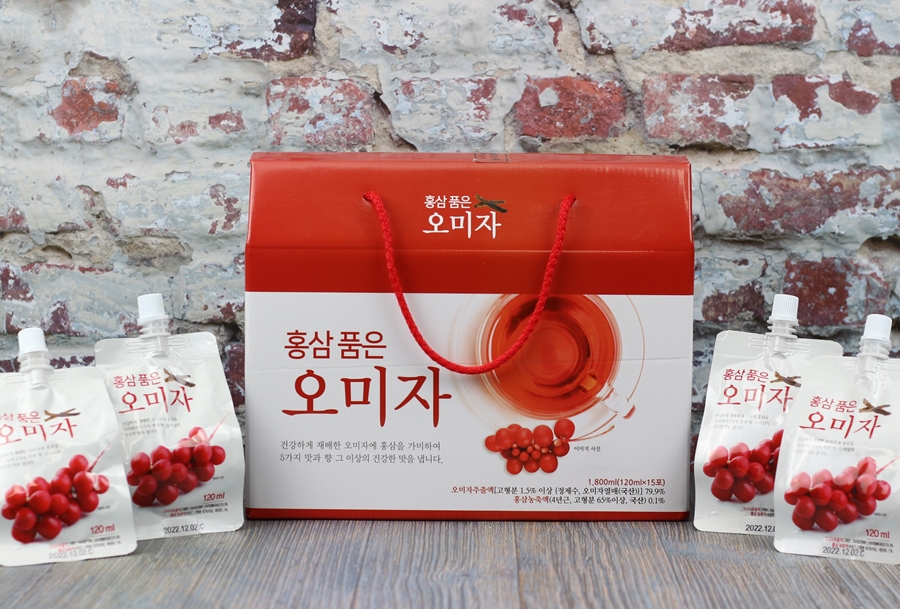 홍삼 품은
오미자
홍삼 품은
오미자
건강하게 재배한 오미자에 홍삼을 가미하여
5가지 맛과 향 그 이상의 건강한 맛을 냅니다.
이미지 사진
1,800ml(120ml×15포)
오미자추출액[고형분 1.5% 이상 {정제수, 오미자열매(국산)} 79.9%
홍삼농축액(4년근, 고형분 65%이상, 국산) 0.1%
홍삼 품은
오미자
120 ml
홍삼 품은
오미자
120 ml
2022.12.02.C
홍삼 품은
오미자
홍삼 품은
오미자
120 ml
2022.12.02.C